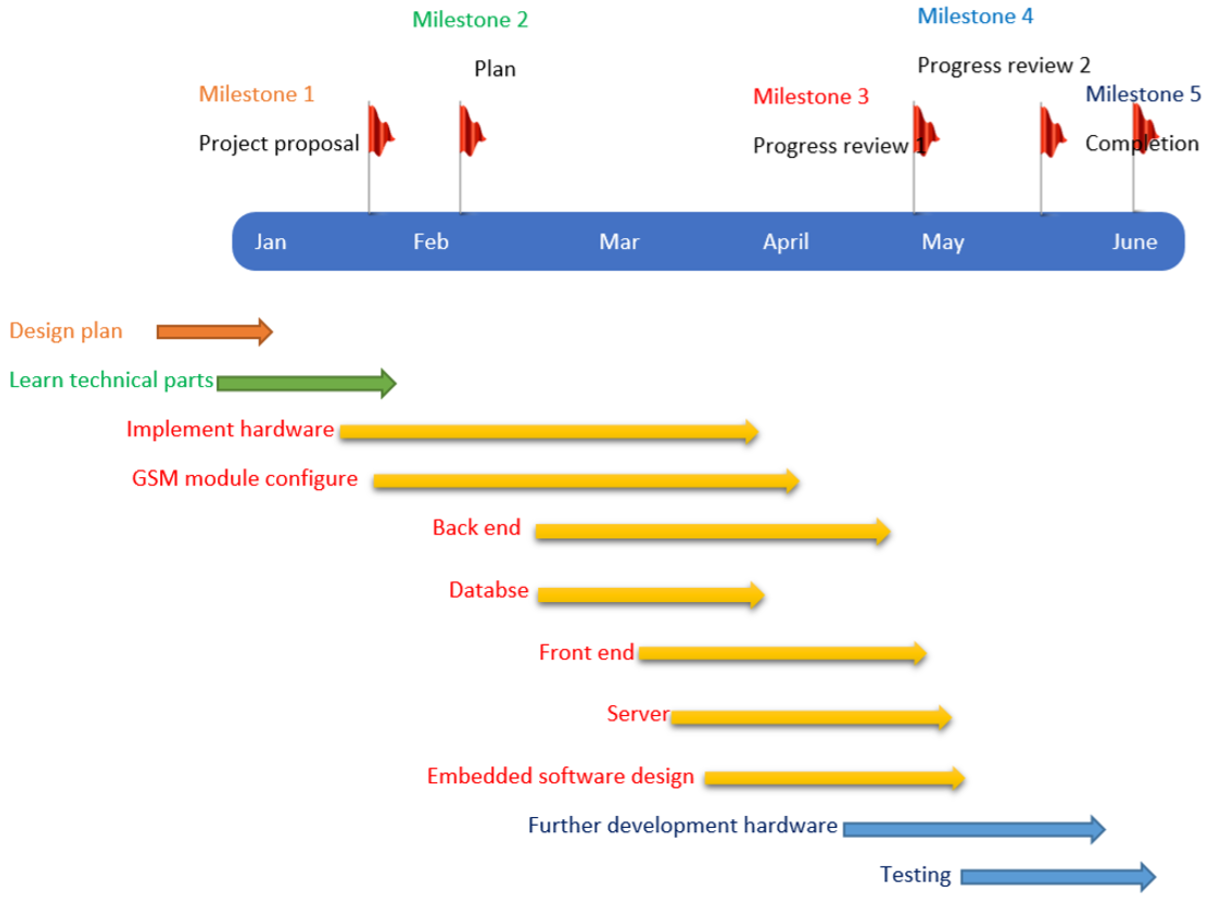 Milestone 2
Milestone 4
Plan
Progress review 2
Milestone 1
Milestone 3
Milestone 5
Project proposal
Progress review 1
Completion
Jan Feb Mar April May June
Design plan
Learn technical parts
Implement hardware
GSM module configure
Back end
Databse
Front end
Server
Embedded software design
Further development hardware
Testing